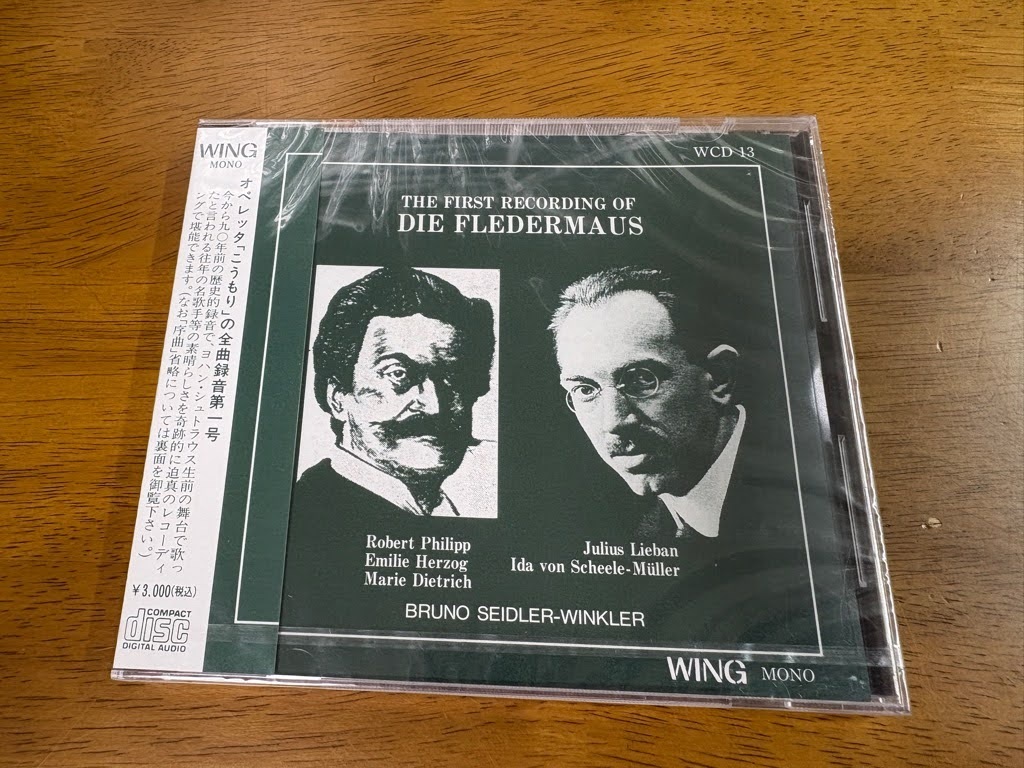 WING
MONO
オペレッタ「こうもり」の全曲録音第一号
今から九〇年前の歴史的録音で、ヨハン・シュトラウス生前の舞台で歌っ
たと言われる往年の名歌手等の素晴らしさを奇跡的に迫真のレコーディ
ングで堪能できます。(なお「序曲」省略については裏面を御覧下さい。)
¥3,000(税込)
COMPACT
disc
DIGITAL AUDIO
WCD 13
THE FIRST RECORDING OF
DIE FLEDERMAUS
Robert Philipp
Emilie Herzog
Marie Dietrich
Julius Lieban
Ida von Scheele-Müller
BRUNO SEIDLER-WINKLER
WING MONO